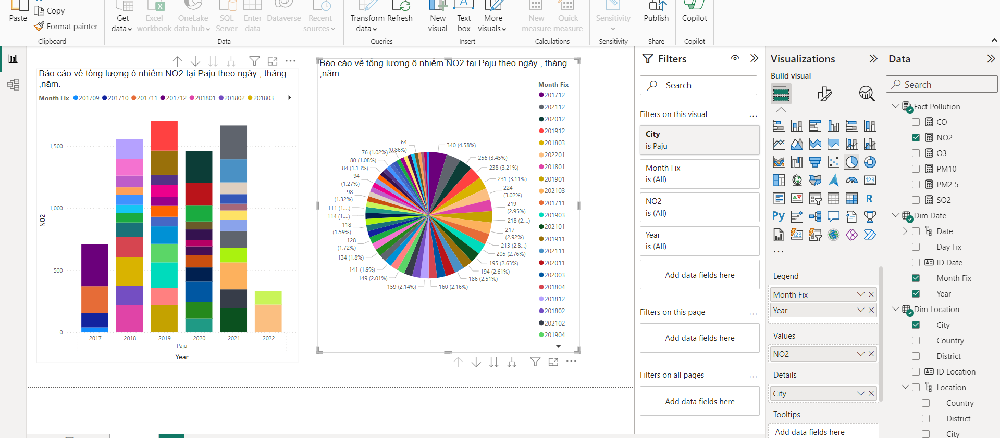 Paste
Copy
Format painter
Clipboard
Get data
Excel workbook
OneLake data hub
SQL Server
Enter data
Dataverse
Recent sources
Data
Transform data
Refresh
Queries
New visual
Text box
More visuals
Insert
New measure
Quick measure
Calculations
Sensitivity
Sensitivity
Publish
Share
Copilot
Copilot
Báo cáo về tổng lượng ô nhiễm NO2 tại Paju theo ngày , tháng
,năm.
Month Fix 201709 201710 201711 201712 201801 201802 201803
NO2
1,500
1,000
500
0
2017 2018 2019 2020 2021 2022
Paju
Year
Báo cáo về tổng lượng ô nhiễm NO2 tại Paju theo ngày , tháng
,năm.
340 (4.58%)
256 (3.45%)
238 (3.21%)
231 (3.11%)
224
(3.02%)
219
(2.95%)
218 (2....)
217
(2.92%)
213 (2.8...)
205 (2.76%)
195 (2.63%)
194 (2.61%)
186 (2.51%)
160 (2.16%)
159 (2.14%)
149 (2.01%)
141 (1.9%)
134 (1.8%)
128
(1.72%)
118
(1.59%)
114 (1....)
111 (1....)
98
(1.32%)
94
(1.27%)
84 (1.13%)
80 (1.08%)
76 (1.02%)
64
(0.86%)
Month Fix
201712
202112
202012
201912
201803
202201
201801
201901
202103
201711
201903
202101
201911
202111
202011
202003
201804
201812
201802
202102
201904
Filters
Search
Filters on this visual
...
City
is Paju
Month Fix
is (All)
NO2
is (All)
Year
is (All)
Add data fields here
Filters on this page
...
Add data fields here
Filters on all pages
...
Add data fields here
Visualizations
Build visual
123
R
Py
123
...
Legend
Month Fix
Year
Values
NO2
Details
City
Tooltips
Add data fields here
Data
Search
Fact Pollution
CO
NO2
O3
PM10
PM2 5
SO2
Dim Date
Date
Day Fix
ID Date
Month Fix
Year
Dim Location
City
Country
District
ID Location
Location
Country
District
City